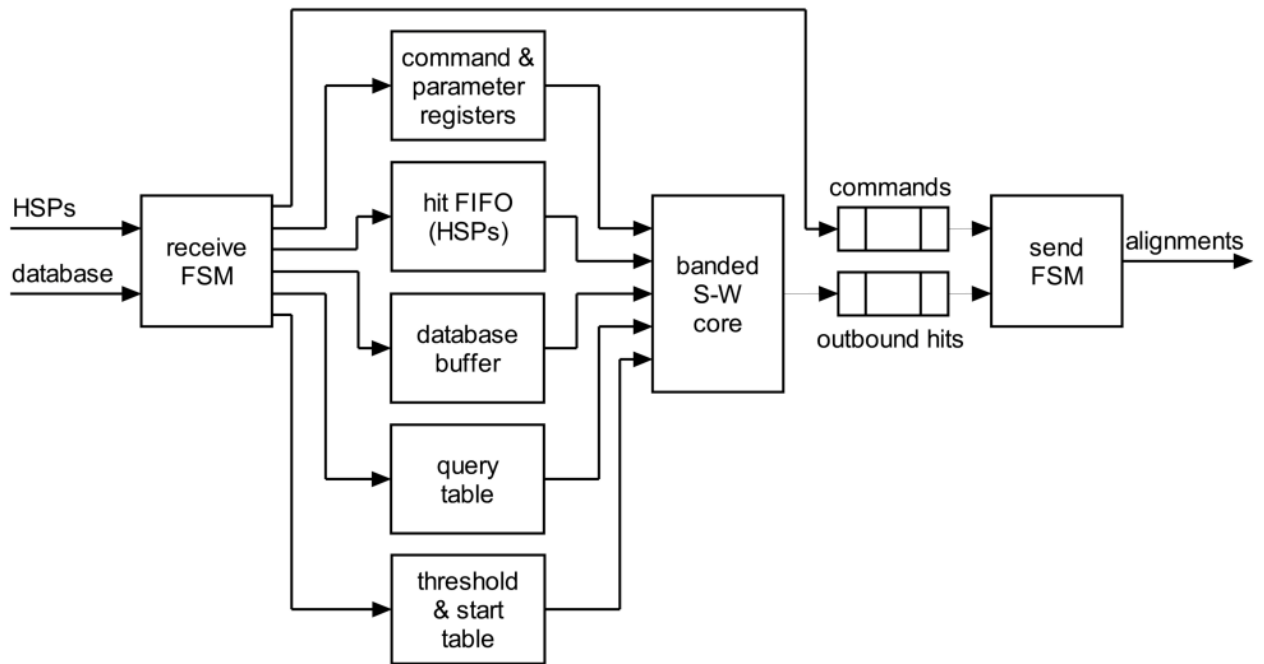 command &
parameter
registers
HSPs
database
receive
FSM
hit FIFO
(HSPs)
database
buffer
query
table
threshold
& start
table
banded
S-W
core
commands
outbound hits
send
FSM
alignments